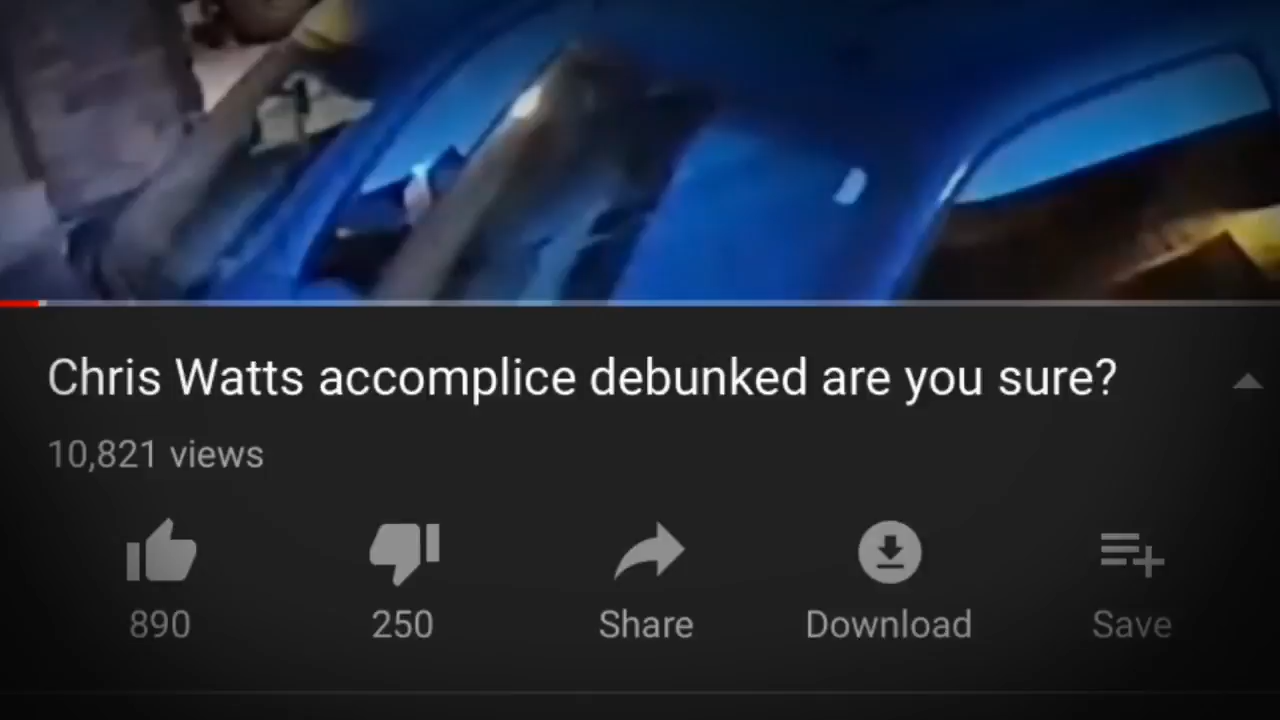 Chris Watts accomplice debunked are you sure?
10,821 views
890
250
Share
Download
Save